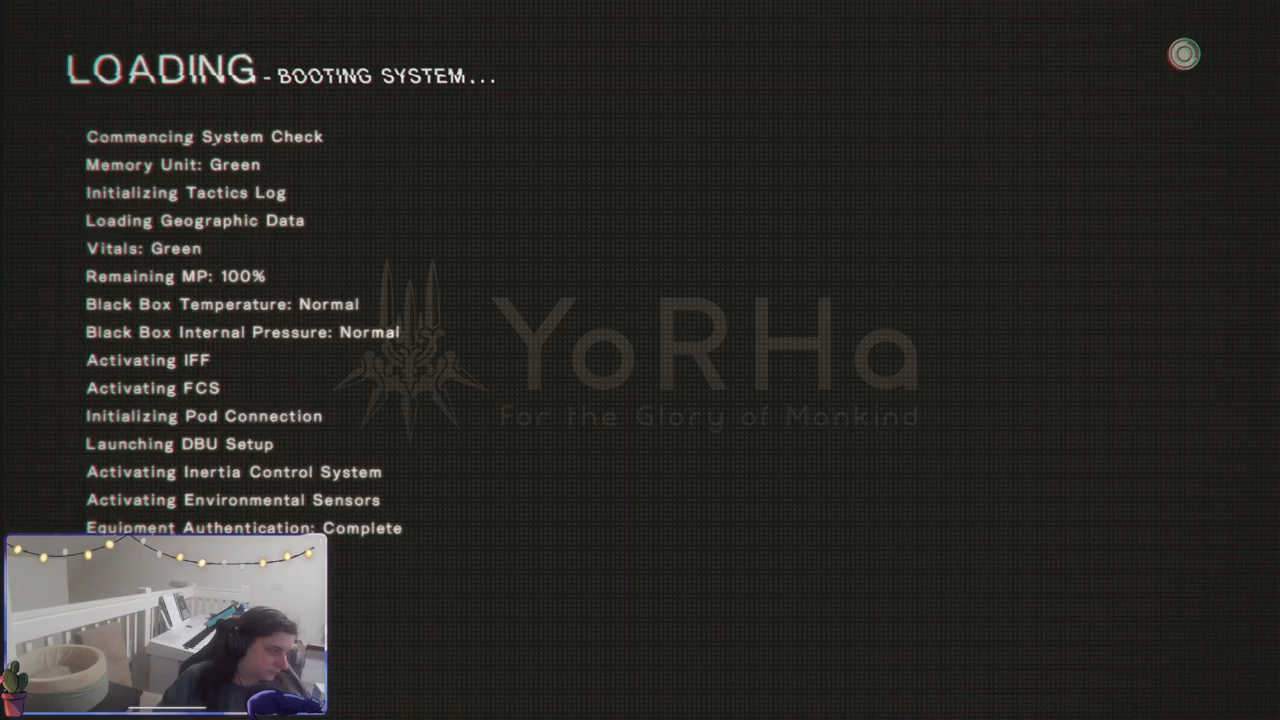 LOADING - BOOTING SYSTEM...
Commencing System Check
Memory Unit: Green
Initializing Tactics Log
Loading Geographic Data
Vitals: Green
Remaining MP: 100%
Black Box Temperature: Normal
Black Box Internal Pressure: Normal
Activating IFF
Activating FCS
Initializing Pod Connection
Launching DBU Setup
Activating Inertia Control System
Activating Environmental Sensors
Equipment Authentication: Complete
YoRHa
For the Glory of Mankind